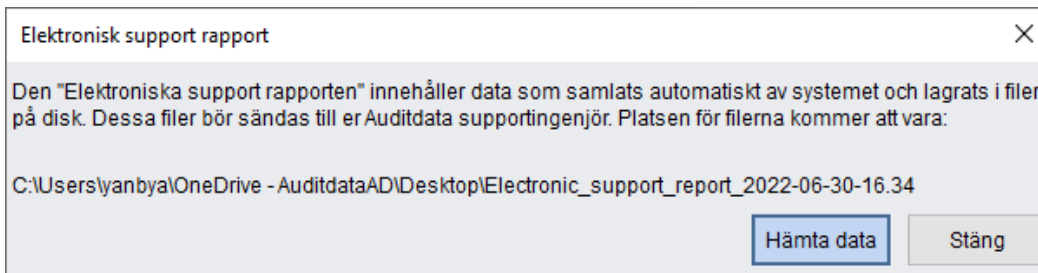 Elektronisk support rapport
Den "Elektroniska support rapporten" innehåller data som samlats automatiskt av systemet och lagrats i filer
på disk. Dessa filer bör sändas till er Auditdata supportingenjör. Platsen för filerna kommer att vara:
C:\Users\yanbya\OneDrive - AuditdataAD\Desktop\Electronic_support_report_2022-06-30-16.34
Hämta data Stäng